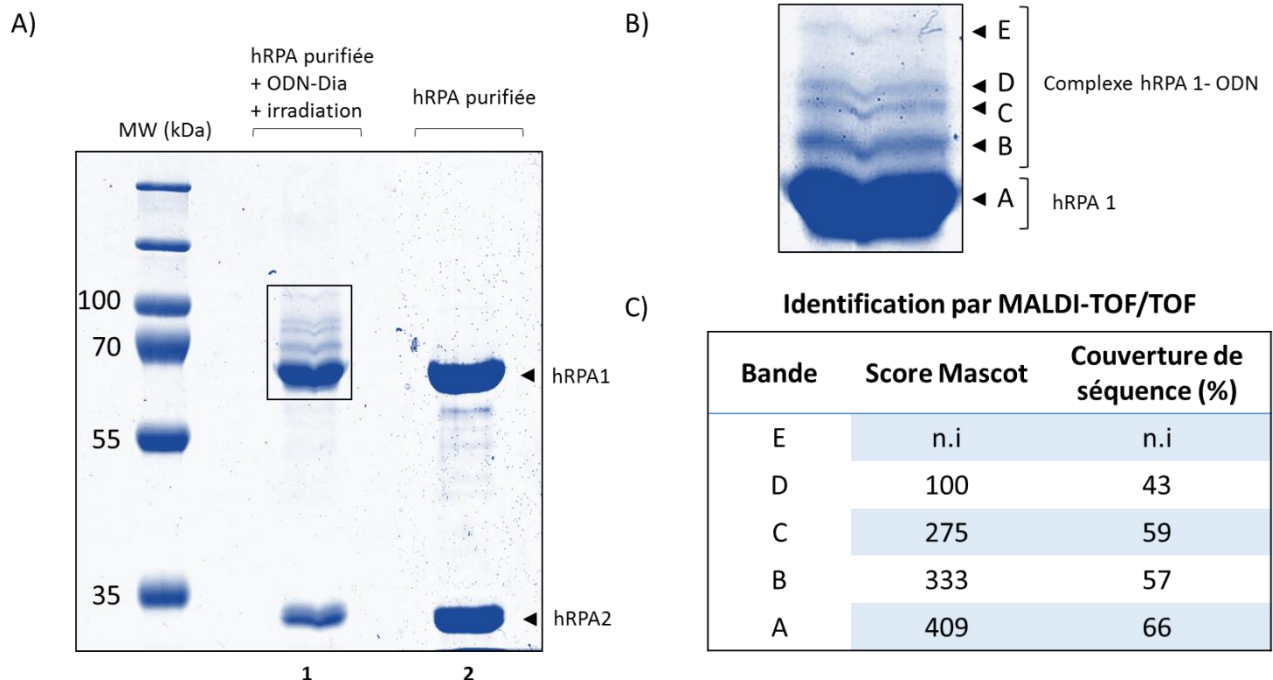 A)
hRPA purifiée
+ ODN-Dia
+ irradiation
hRPA purifiée
MW (kDa)
100
70
55
35
hRPA1
hRPA2
1
2
B)
E
D
C
B
A
Complexe hRPA 1- ODN
hRPA 1
C)
Identification par MALDI-TOF/TOF
Bande Score Mascot Couverture de
séquence (%)
E n.i n.i
D 100 43
C 275 59
B 333 57
A 409 66